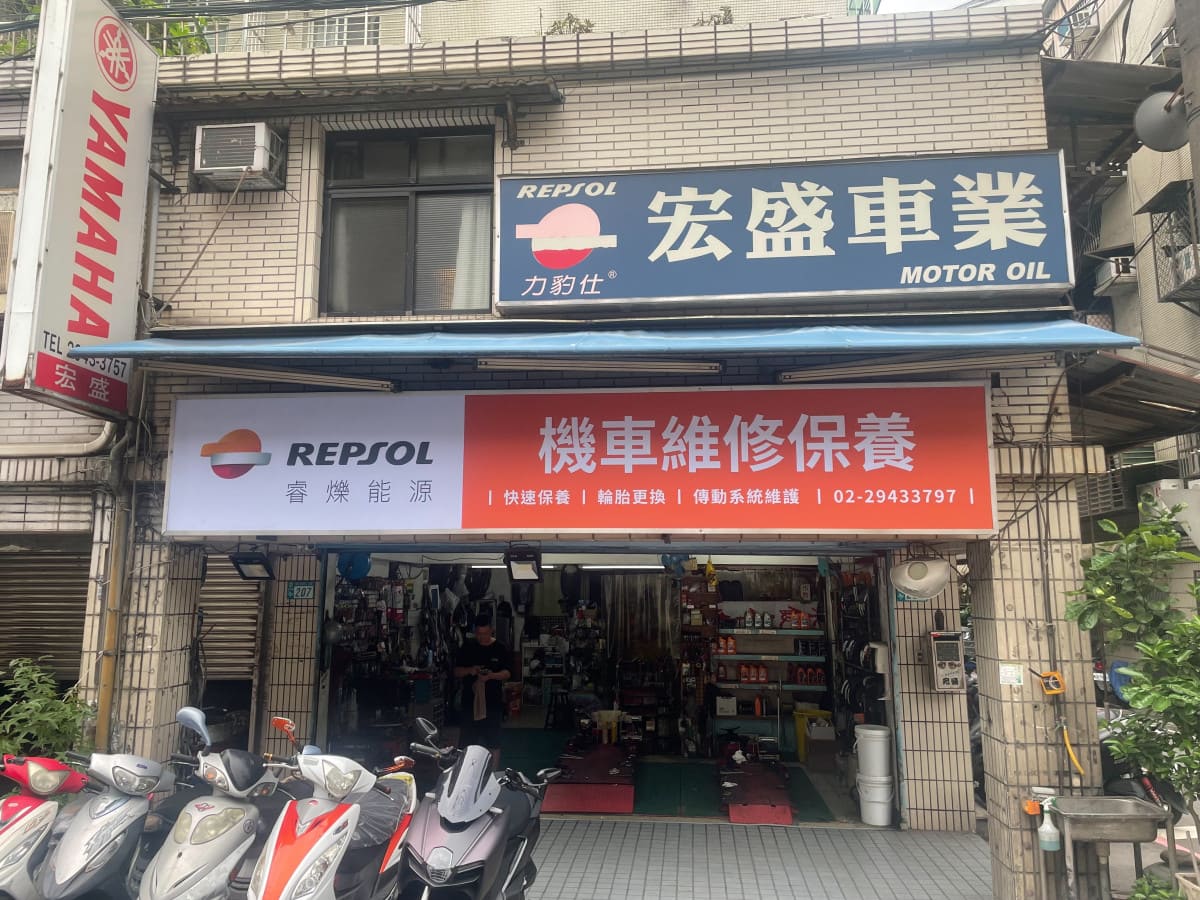 YAMAHA
TEL
宏盛
REPSOL
力豹仕®
宏盛車業
MOTOR OIL
REPSOL
睿爍能源
機車維修保養
| 快速保養 | 輪胎更換 | 傳動系統維護 | 02-29433797 |
207